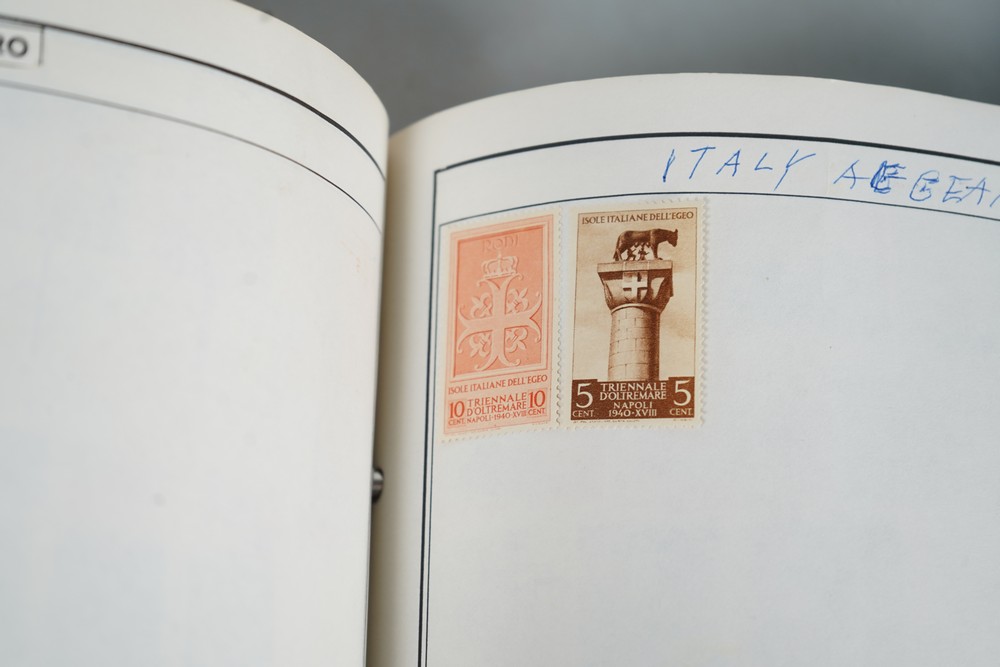 RO
ITALY AEGEAN
RODI
ISOLE ITALIANE DELL'EGEO
10 TRIENNALE 10
D'OLTREMARE
CENT. NAPOLI-1940-XVIII CENT.
ISOLE ITALIANE DELL'EGEO
5 TRIENNALE 5
D'OLTREMARE
CENT. NAPOLI CENT.
1940-XVIII